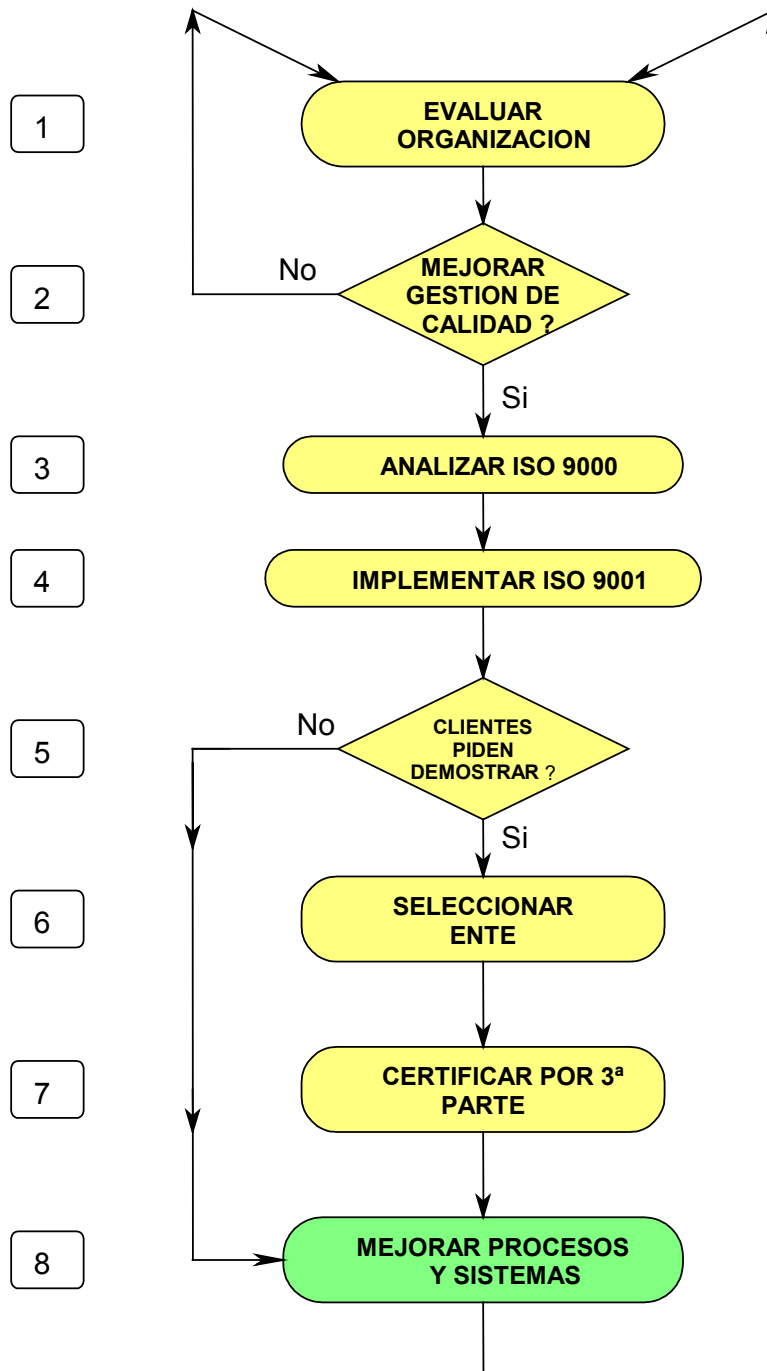 1
EVALUAR
ORGANIZACION
2
No
MEJORAR
GESTION DE
CALIDAD ?
Si
3
ANALIZAR ISO 9000
4
IMPLEMENTAR ISO 9001
5
No
CLIENTES
PIDEN
DEMOSTRAR ?
Si
6
SELECCIONAR
ENTE
7
CERTIFICAR POR 3ª
PARTE
8
MEJORAR PROCESOS
Y SISTEMAS